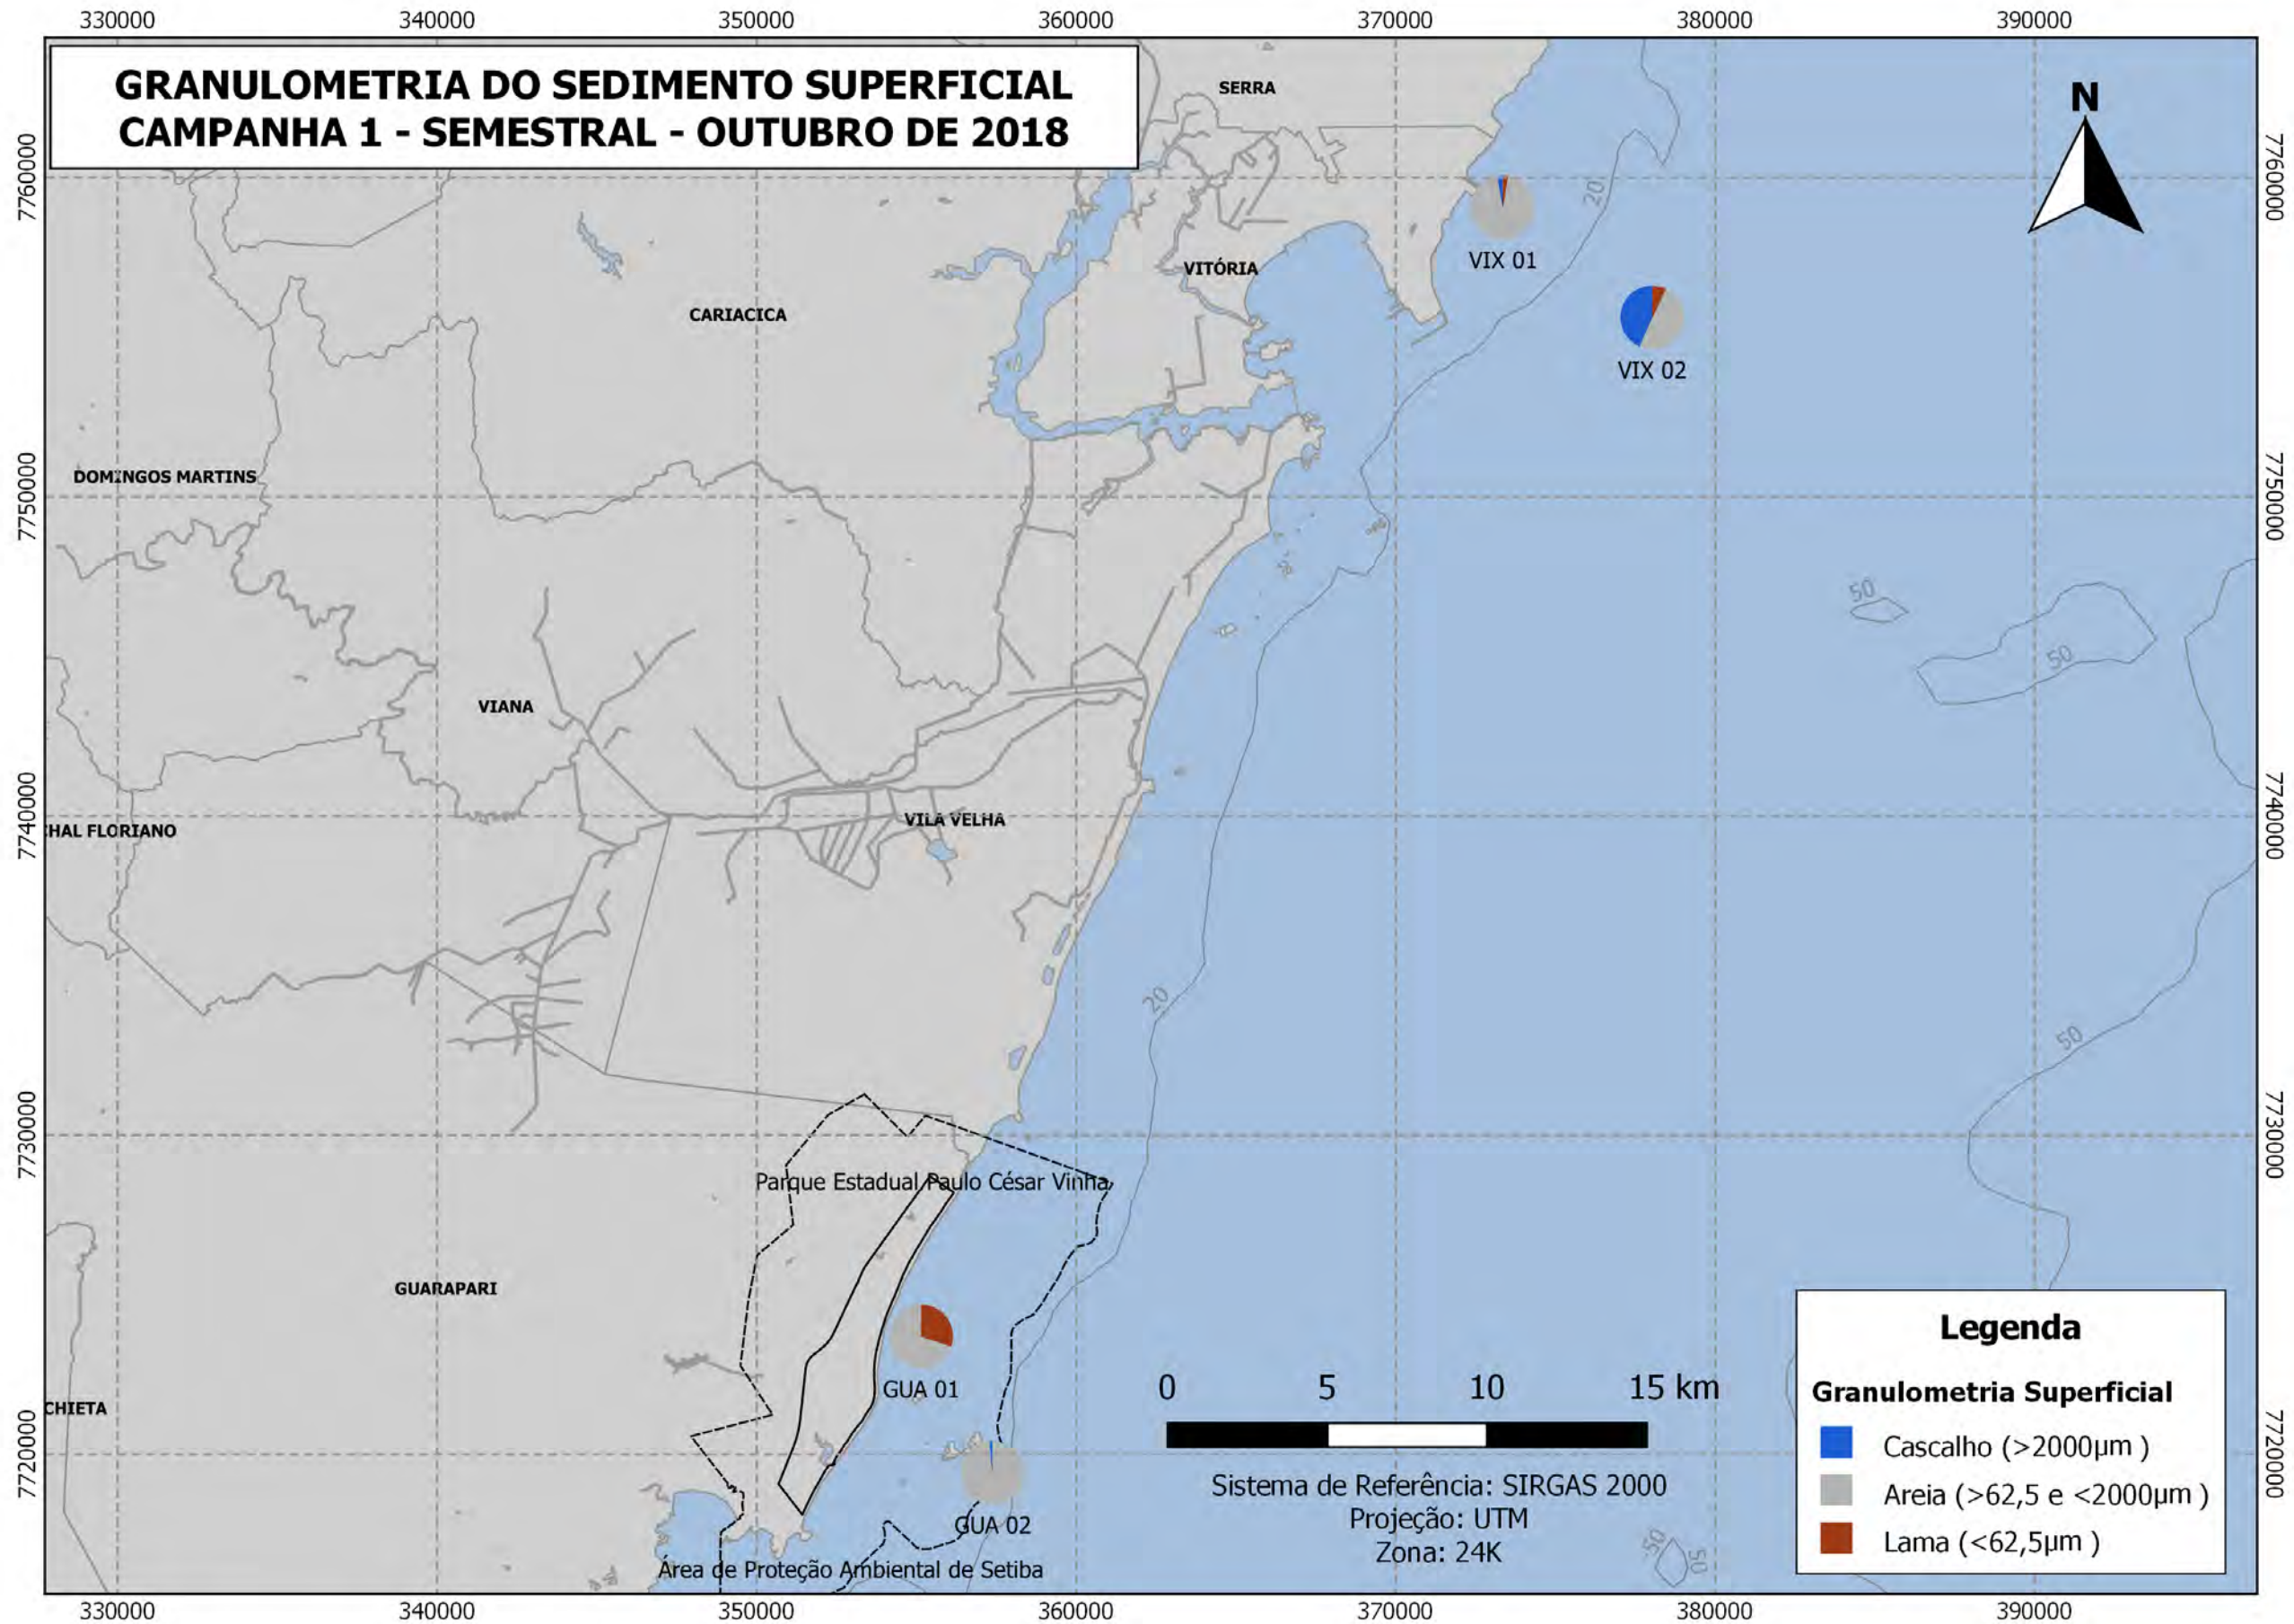 330000 340000 350000 360000 370000 380000 390000
GRANULOMETRIA DO SEDIMENTO SUPERFICIAL
CAMPANHA 1 - SEMESTRAL - OUTUBRO DE 2018
SERRA
N
7760000 7760000
20
VIX 01
VITÓRIA
CARIACICA
VIX 02
DOMINGOS MARTINS
7750000 7750000
50
50
VIANA
7740000 7740000
HAL FLORIANO
VILA VELHA
20
50
7730000 7730000
Parque Estadual Paulo César Vinha
GUARAPARI
GUA 01
CHIETA
7720000 7720000
GUA 02
Área de Proteção Ambiental de Setiba
0 5 10 15 km
Sistema de Referência: SIRGAS 2000
Projeção: UTM
Zona: 24K
50
50
Legenda
Granulometria Superficial
Cascalho (>2000µm )
Areia (>62,5 e <2000µm )
Lama (<62,5µm )
330000 340000 350000 360000 370000 380000 390000